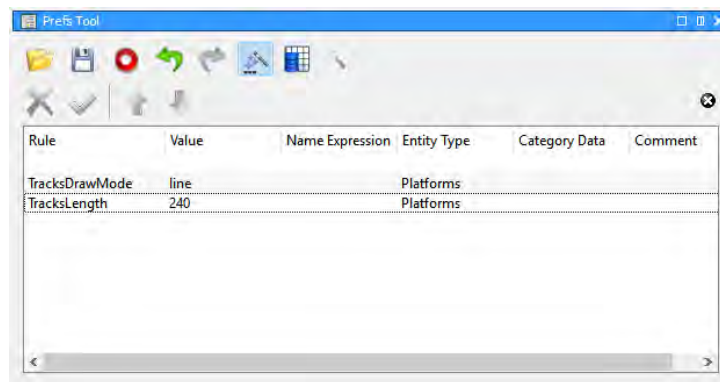 Prefs Tool
Rule Value Name Expression Entity Type Category Data Comment
TracksDrawMode line Platforms
TracksLength 240 Platforms